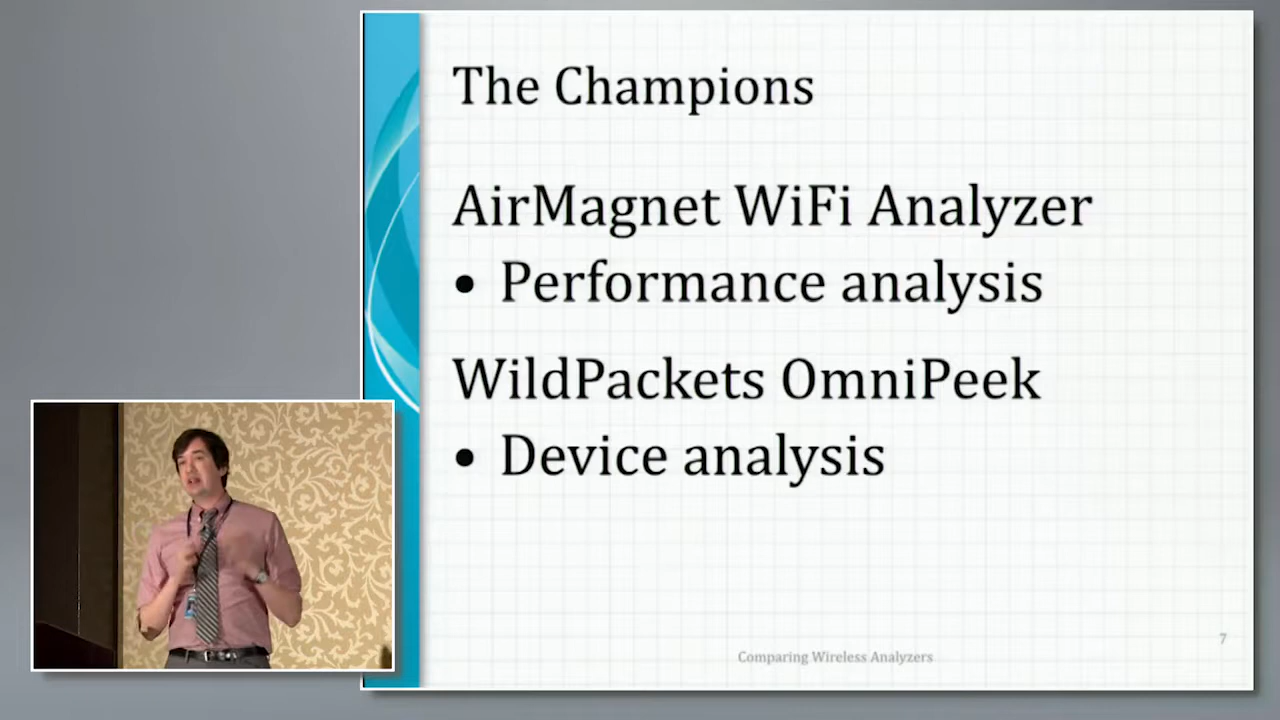 The Champions
AirMagnet WiFi Analyzer
• Performance analysis
WildPackets OmniPeek
• Device analysis
7
Comparing Wireless Analyzers